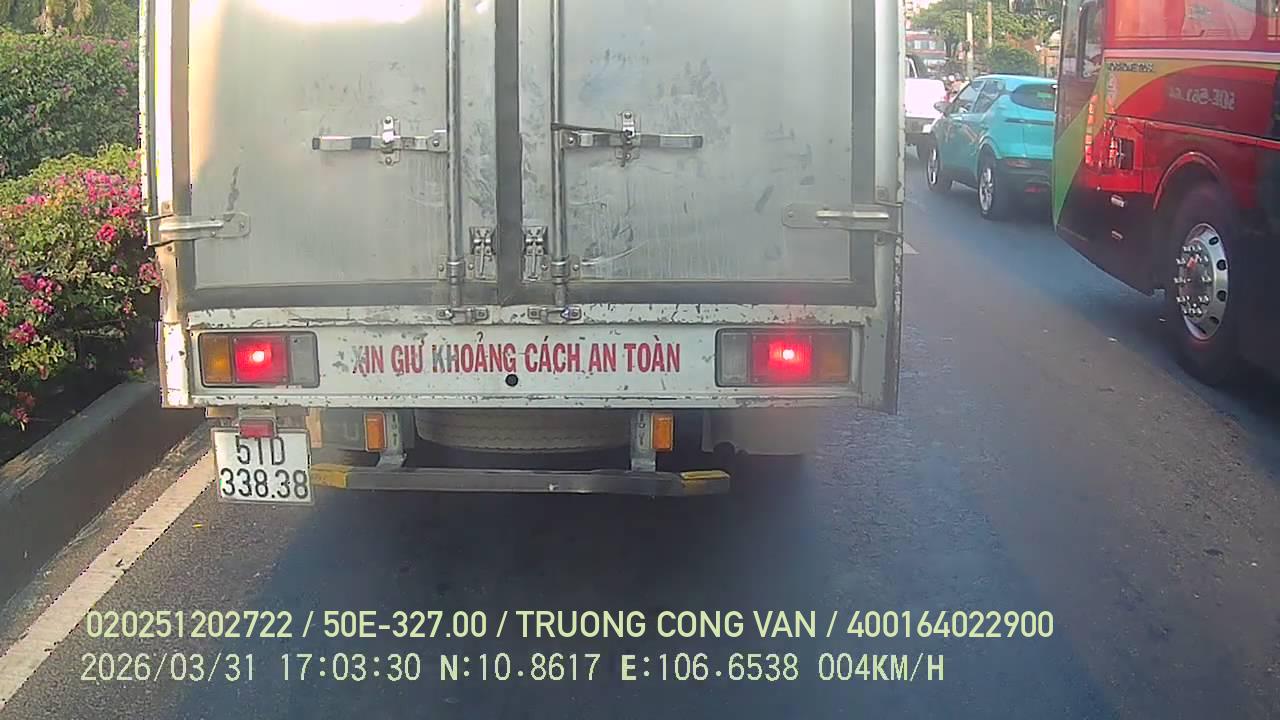 XIN GIỮ KHOẢNG CÁCH AN TOÀN
51D
338.38
020251202722 / 50E-327.00 / TRUONG CONG VAN / 400164022900
2026/03/31 17:03:30 N:10.8617 E:106.6538 004KM/H